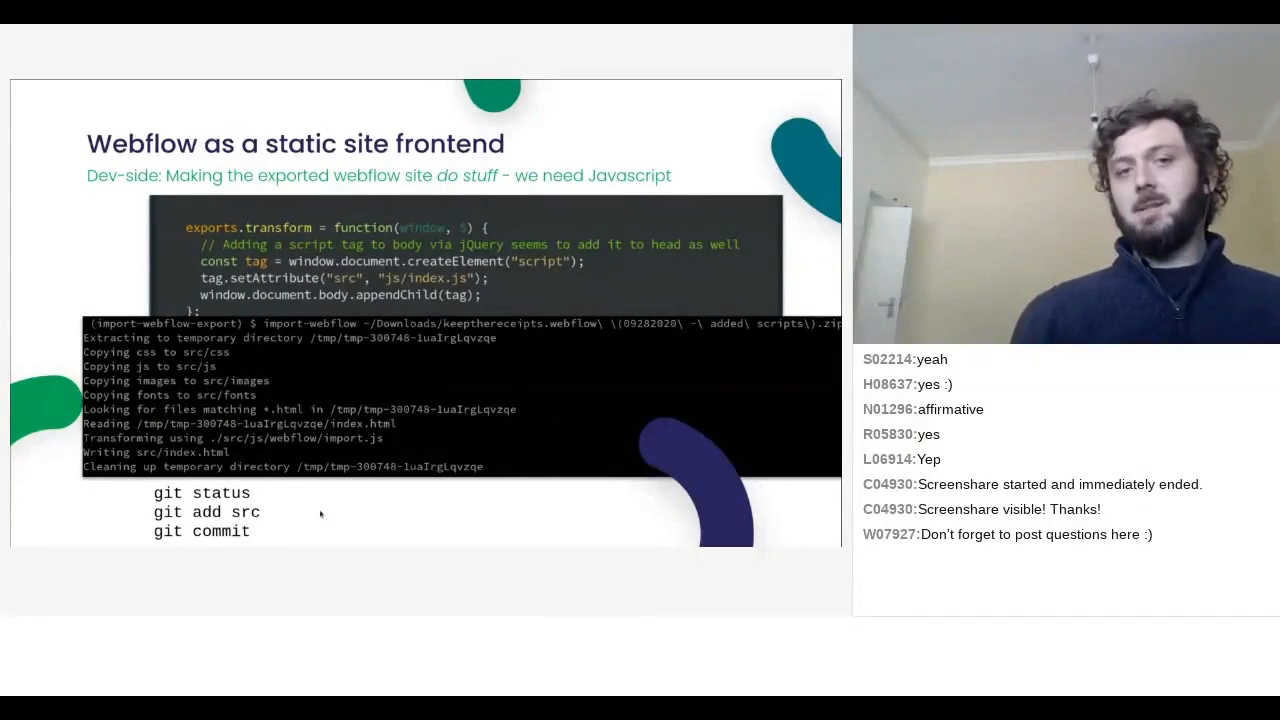 Webflow as a static site frontend
Dev-side: Making the exported webflow site do stuff - we need Javascript
exports.transform = function(window, $) {
// Adding a script tag to body via jQuery seems to add it to head as well
const tag = window.document.createElement("script");
tag.setAttribute("src", "js/index.js");
window.document.body.appendChild(tag);
};
(import-webflow-export) $ import-webflow ~/Downloads/keepthereceipts.webflow\ \(09282020\ -\ added\ scripts\).zip
Extracting to temporary directory /tmp/tmp-300748-1uaIrgLqvzqe
Copying css to src/css
Copying js to src/js
Copying images to src/images
Copying fonts to src/fonts
Looking for files matching *.html in /tmp/tmp-300748-1uaIrgLqvzqe
Reading /tmp/tmp-300748-1uaIrgLqvzqe/index.html
Transforming using ./src/js/webflow/import.js
Writing src/index.html
Cleaning up temporary directory /tmp/tmp-300748-1uaIrgLqvzqe
git status
git add src
git commit
S02214:yeah
H08637:yes :)
N01296:affirmative
R05830:yes
L06914:Yep
C04930:Screenshare started and immediately ended.
C04930:Screenshare visible! Thanks!
W07927:Don't forget to post questions here :)